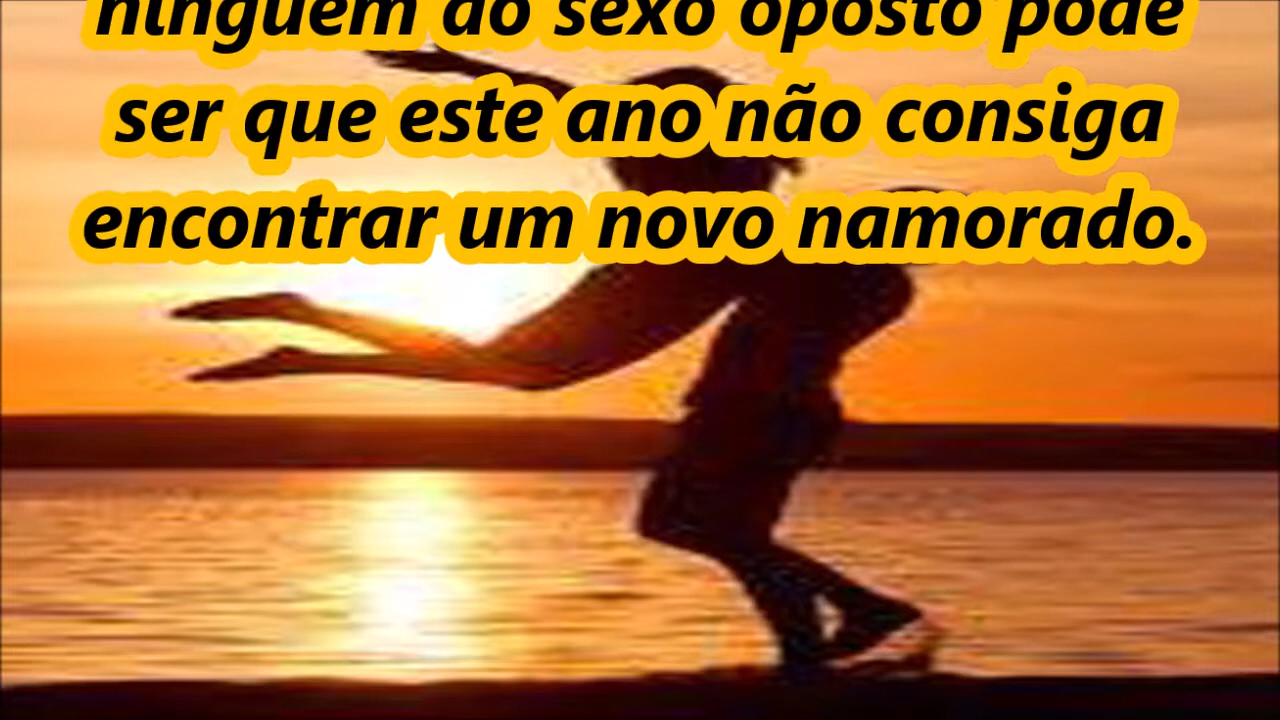 ninguém do sexo oposto pode
ser que este ano não consiga
encontrar um novo namorado.